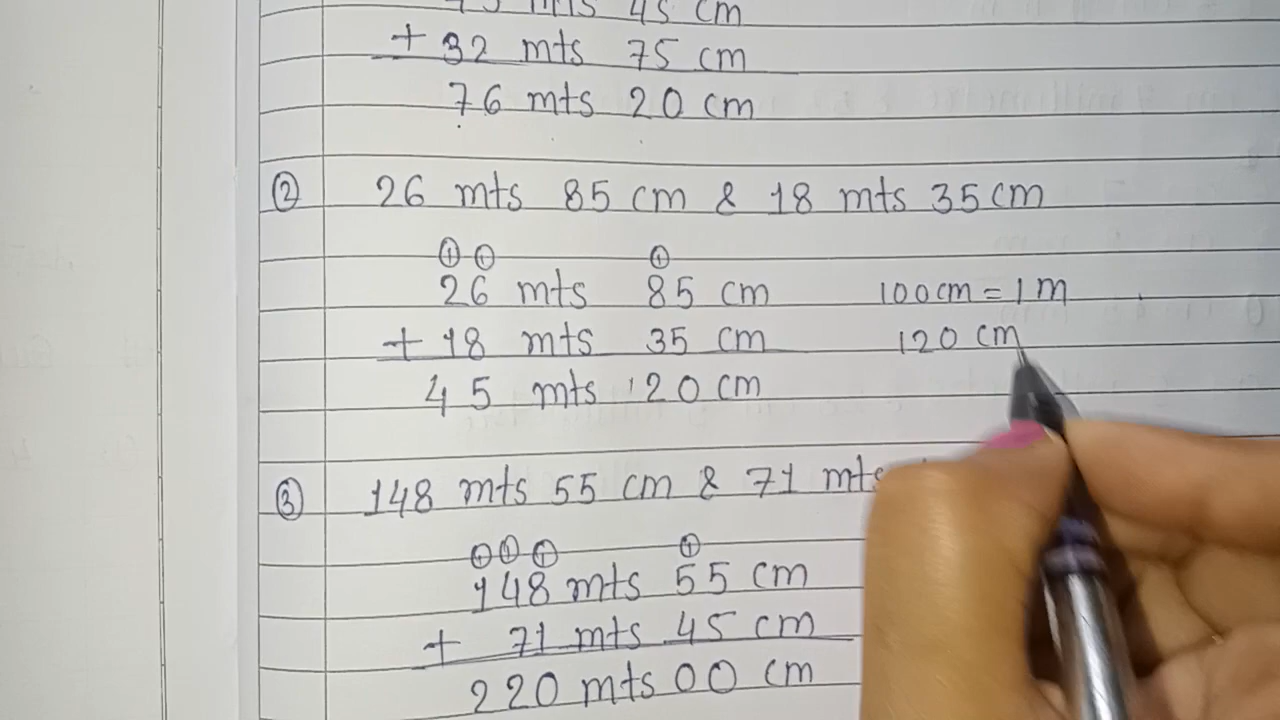 45 cm
+ 32 mts 75 cm
76 mts 20 cm
② 26 mts 85 cm & 18 mts 35 cm
① ① ①
26 mts 85 cm 100 cm = 1 m
+ 18 mts 35 cm 120 cm
45 mts 120 cm
③ 148 mts 55 cm & 71 mts
① ① ① ①
148 mts 55 cm
+ 71 mts 45 cm
220 mts 00 cm